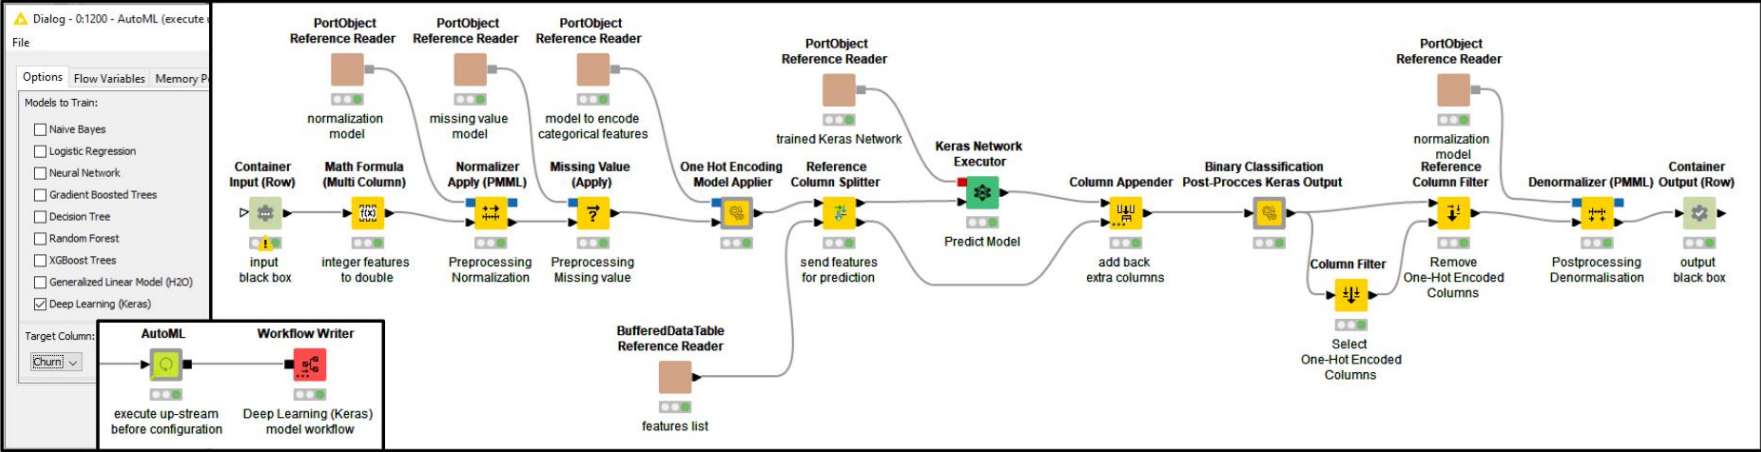 Dialog - 0:1200 - AutoML (execute u
File
Options
Flow Variables
Memory P
Models to Train:
Naive Bayes
Logistic Regression
Neural Network
Gradient Boosted Trees
Decision Tree
Random Forest
XGBoost Trees
Generalized Linear Model (H2O)
Deep Learning (Keras)
Target Column:
Churn
AutoML
execute up-stream
before configuration
Workflow Writer
Deep Learning (Keras)
model workflow
PortObject
Reference Reader
normalization
model
PortObject
Reference Reader
missing value
model
PortObject
Reference Reader
model to encode
categorical features
PortObject
Reference Reader
trained Keras Network
PortObject
Reference Reader
normalization
model
Container
Input (Row)
input
black box
Math Formula
(Multi Column)
f(x)
integer features
to double
Normalizer
Apply (PMML)
Preprocessing
Normalization
Missing Value
(Apply)
?
Preprocessing
Missing value
One Hot Encoding
Model Applier
Reference
Column Splitter
send features
for prediction
Keras Network
Executor
Predict Model
Column Appender
add back
extra columns
Binary Classification
Post-Procces Keras Output
Column Filter
Select
One-Hot Encoded
Columns
Reference
Column Filter
Remove
One-Hot Encoded
Columns
Denormalizer (PMML)
Postprocessing
Denormalisation
Container
Output (Row)
output
black box
BufferedDataTable
Reference Reader
features list